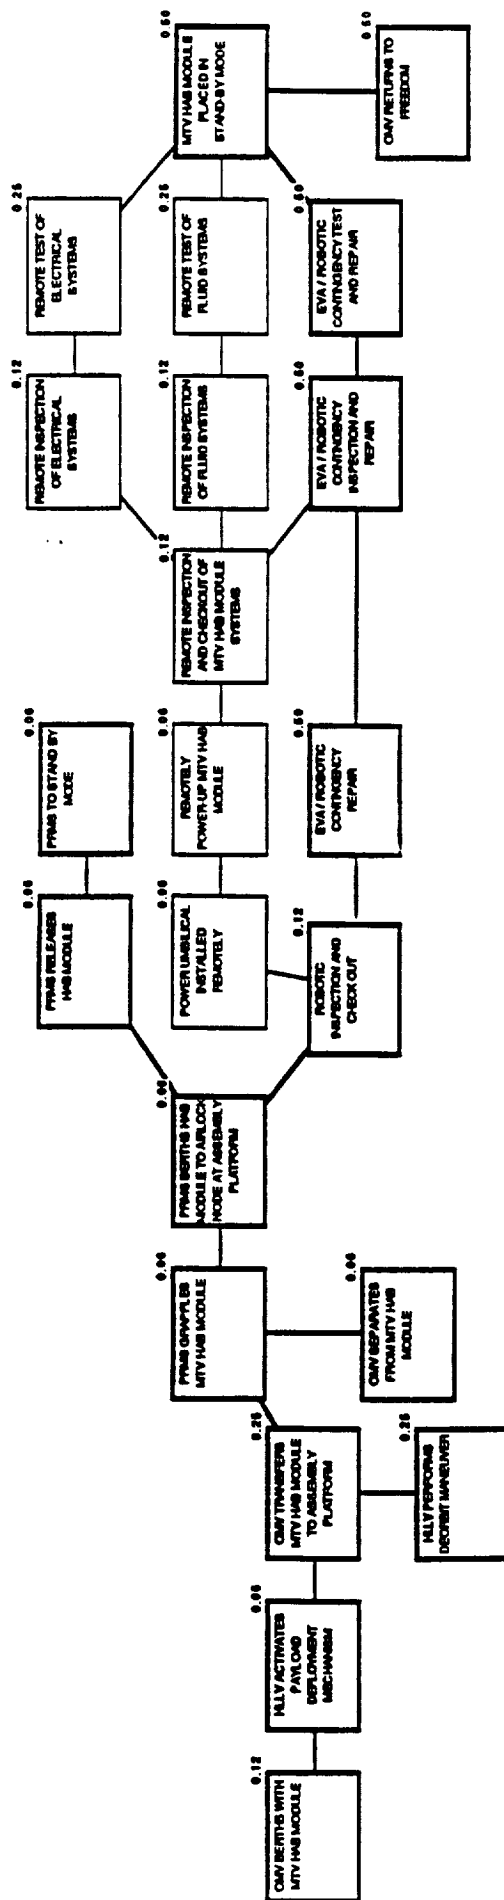 0.12
OMV BERTHS WITH
MTV HAB MODULE
0.06
HLLV ACTIVATES
PAYLOAD
DEPLOYMENT
MECHANISM
0.25
OMV TRANSFERS
MTV HAB MODULE
TO ASSEMBLY
PLATFORM
0.25
HLLV PERFORMS
DEORBIT MANEUVER
0.06
PRMS GRAPPLES
MTV HAB MODULE
0.06
OMV SEPARATES
FROM MTV HAB
MODULE
0.06
PRMS BERTHS HAB
MODULE TO AIRLOCK
NODE AT ASSEMBLY
PLATFORM
0.06
PRMS RELEASES
HAB MODULE
0.06
PRMS TO STAND BY
MODE
0.06
POWER UMBILICAL
INSTALLED
REMOTELY
0.06
REMOTELY
POWER-UP MTV HAB
MODULE
0.12
ROBOTIC
INSPECTION AND
CHECK OUT
0.50
EVA / ROBOTIC
CONTINGENCY
REPAIR
0.12
REMOTE INSPECTION
AND CHECKOUT OF
MTV HAB MODULE
SYSTEMS
0.12
REMOTE INSPECTION
OF ELECTRICAL
SYSTEMS
0.25
REMOTE TEST OF
ELECTRICAL
SYSTEMS
0.12
REMOTE INSPECTION
OF FLUID SYSTEMS
0.25
REMOTE TEST OF
FLUID SYSTEMS
0.50
EVA / ROBOTIC
CONTINGENCY
INSPECTION AND
REPAIR
0.50
EVA / ROBOTIC
CONTINGENCY TEST
AND REPAIR
0.50
MTV HAB MODULE
PLACED IN
STAND-BY MODE
0.50
OMV RETURNS TO
FREEDOM